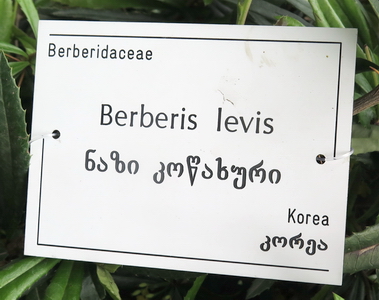 Berberidaceae
Berberis levis
ნაზი კოწახური
Korea
კორეა